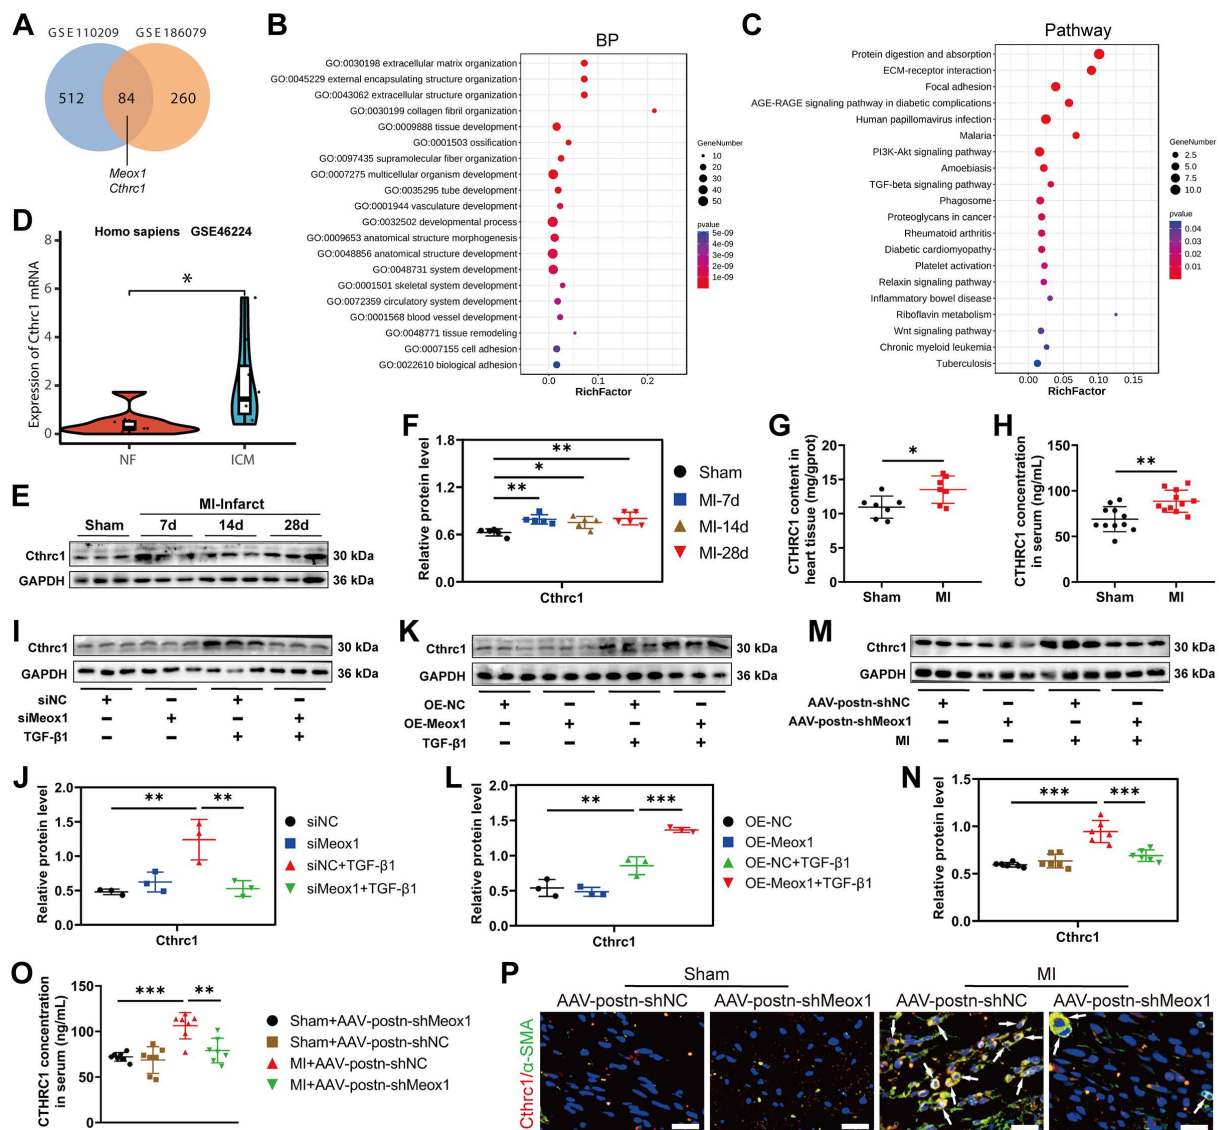 A
GSE110209 GSE186079
512 84 260
Meox1
Cthrc1
B
BP
GO:0030198 extracellular matrix organization
GO:0045229 external encapsulating structure organization
GO:0043062 extracellular structure organization
GO:0030199 collagen fibril organization
GO:0009888 tissue development
GO:0001503 ossification
GO:0097435 supramolecular fiber organization
GO:0007275 multicellular organism development
GO:0035295 tube development
GO:0001944 vasculature development
GO:0032502 developmental process
GO:0009653 anatomical structure morphogenesis
GO:0048856 anatomical structure development
GO:0048731 system development
GO:0001501 skeletal system development
GO:0072359 circulatory system development
GO:0001568 blood vessel development
GO:0048771 tissue remodeling
GO:0007155 cell adhesion
GO:0022610 biological adhesion
0.0 0.1 0.2
RichFactor
GeneNumber
10
20
30
40
50
pvalue
5e-09
4e-09
3e-09
2e-09
1e-09
C
Pathway
Protein digestion and absorption
ECM-receptor interaction
Focal adhesion
AGE-RAGE signaling pathway in diabetic complications
Human papillomavirus infection
Malaria
PI3K-Akt signaling pathway
Amoebiasis
TGF-beta signaling pathway
Phagosome
Proteoglycans in cancer
Rheumatoid arthritis
Diabetic cardiomyopathy
Platelet activation
Relaxin signaling pathway
Inflammatory bowel disease
Riboflavin metabolism
Wnt signaling pathway
Chronic myeloid leukemia
Tuberculosis
0.00 0.05 0.10 0.15
RichFactor
GeneNumber
2.5
5.0
7.5
10.0
pvalue
0.04
0.03
0.02
0.01
D
Homo sapiens GSE46224
Expression of Cthrc1 mRNA
8
6
4
2
0
*
NF ICM
E
MI-Infarct
Sham 7d 14d 28d
Cthrc1 30 kDa
GAPDH 36 kDa
F
Relative protein level
1.8
1.2
0.6
0.0
**
*
**
Cthrc1
Sham
MI-7d
MI-14d
MI-28d
G
CTHRC1 content in
heart tissue (mg/gprot)
20
15
10
5
0
*
Sham MI
H
CTHRC1 concentration
in serum (ng/mL)
150
100
50
0
**
Sham MI
I
Cthrc1 30 kDa
GAPDH 36 kDa
siNC + − + −
siMeox1 − + − +
TGF-β1 − − + +
K
Cthrc1 30 kDa
GAPDH 36 kDa
OE-NC + − + −
OE-Meox1 − + − +
TGF-β1 − − + +
M
Cthrc1 30 kDa
GAPDH 36 kDa
AAV-postn-shNC + − + −
AAV-postn-shMeox1 − + − +
MI − − + +
J
Relative protein level
2.0
1.5
1.0
0.5
0.0
** **
Cthrc1
siNC
siMeox1
siNC+TGF-β1
siMeox1+TGF-β1
L
Relative protein level
2.0
1.5
1.0
0.5
0.0
** ***
Cthrc1
OE-NC
OE-Meox1
OE-NC+TGF-β1
OE-Meox1+TGF-β1
N
Relative protein level
1.5
1.0
0.5
0.0
*** ***
Cthrc1
O
CTHRC1 concentration
in serum (ng/mL)
150
100
50
0
*** **
Sham+AAV-postn-shMeox1
Sham+AAV-postn-shNC
MI+AAV-postn-shNC
MI+AAV-postn-shMeox1
P
Sham MI
AAV-postn-shNC AAV-postn-shMeox1 AAV-postn-shNC AAV-postn-shMeox1
Cthrc1/α-SMA